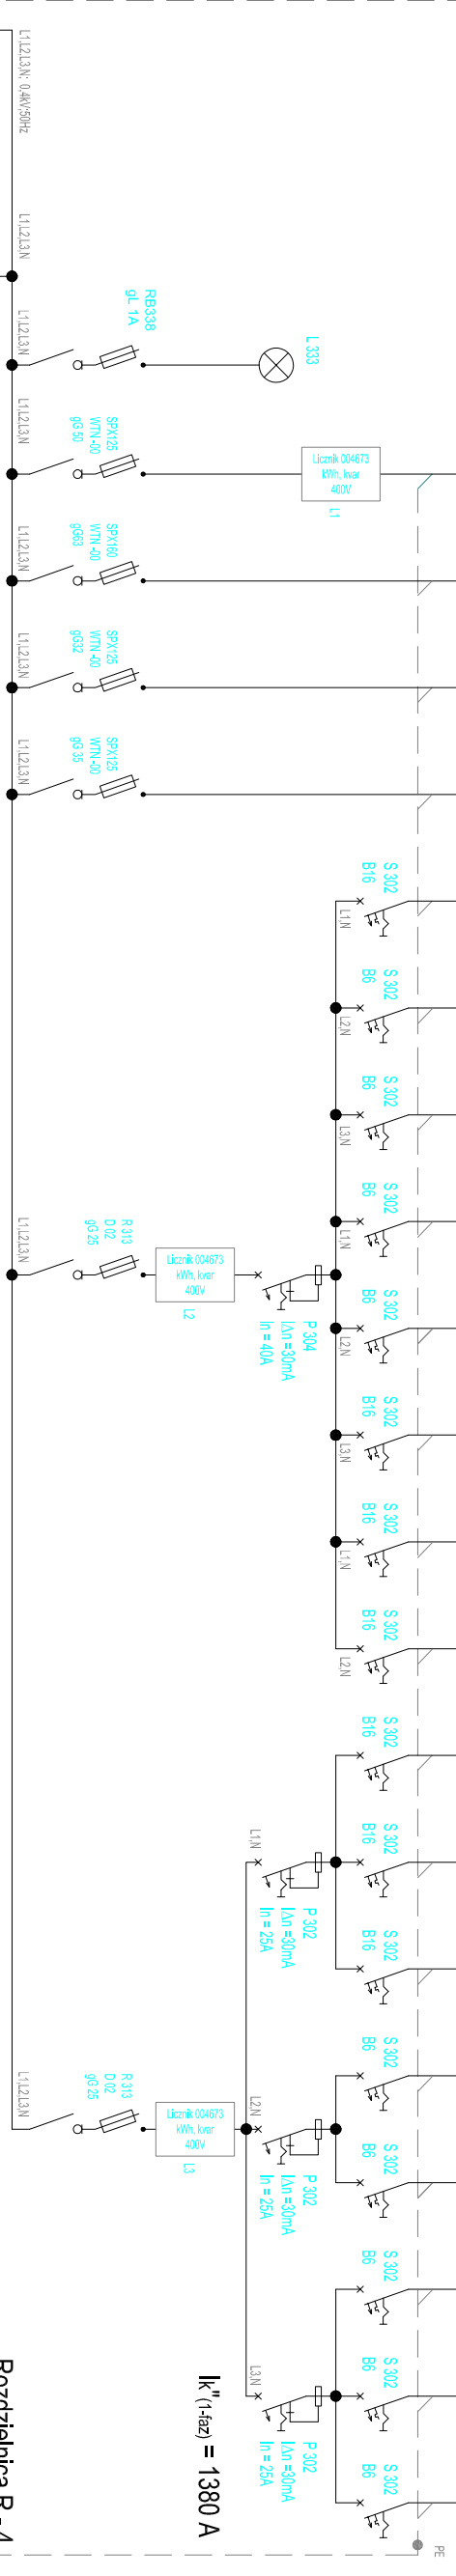 L1,L2,L3,N; 0,4kV;50Hz
L1,L2,L3,N
L1,L2,L3,N
RB338
gL 1A
L 333
L1,L2,L3,N
SPX125
WTN -00
gG 50
Licznik 004673
kWh, kvar
400V
L1
L1,L2,L3,N
SPX160
WTN -00
gG63
L1,L2,L3,N
SPX125
WTN -00
gG32
L1,L2,L3,N
SPX125
WTN -00
gG 35
S 302
B16
L1,N
S 302
B6
L2,N
S 302
B6
L3,N
S 302
B6
L1,N
L1,L2,L3,N
R 313
D 02
gG 25
Licznik 004673
kWh, kvar
400V
L2
P 304
IΔn =30mA
In = 40A
S 302
B6
L2,N
S 302
B16
L3,N
S 302
B16
L1,N
S 302
B16
L2,N
S 302
B16
S 302
B16
L1,N
P 302
IΔn =30mA
In = 25A
S 302
B16
S 302
B6
L1,L2,L3,N
R 313
D 02
gG 25
Licznik 004673
kWh, kvar
400V
L3
L2,N
P 302
IΔn =30mA
In = 25A
S 302
B6
S 302
B6
L3,N
P 302
IΔn =30mA
In = 25A
S 302
B6
S 302
B6
Ik" (1-faz) = 1380 A
Rozdzielnica R - 4
PE